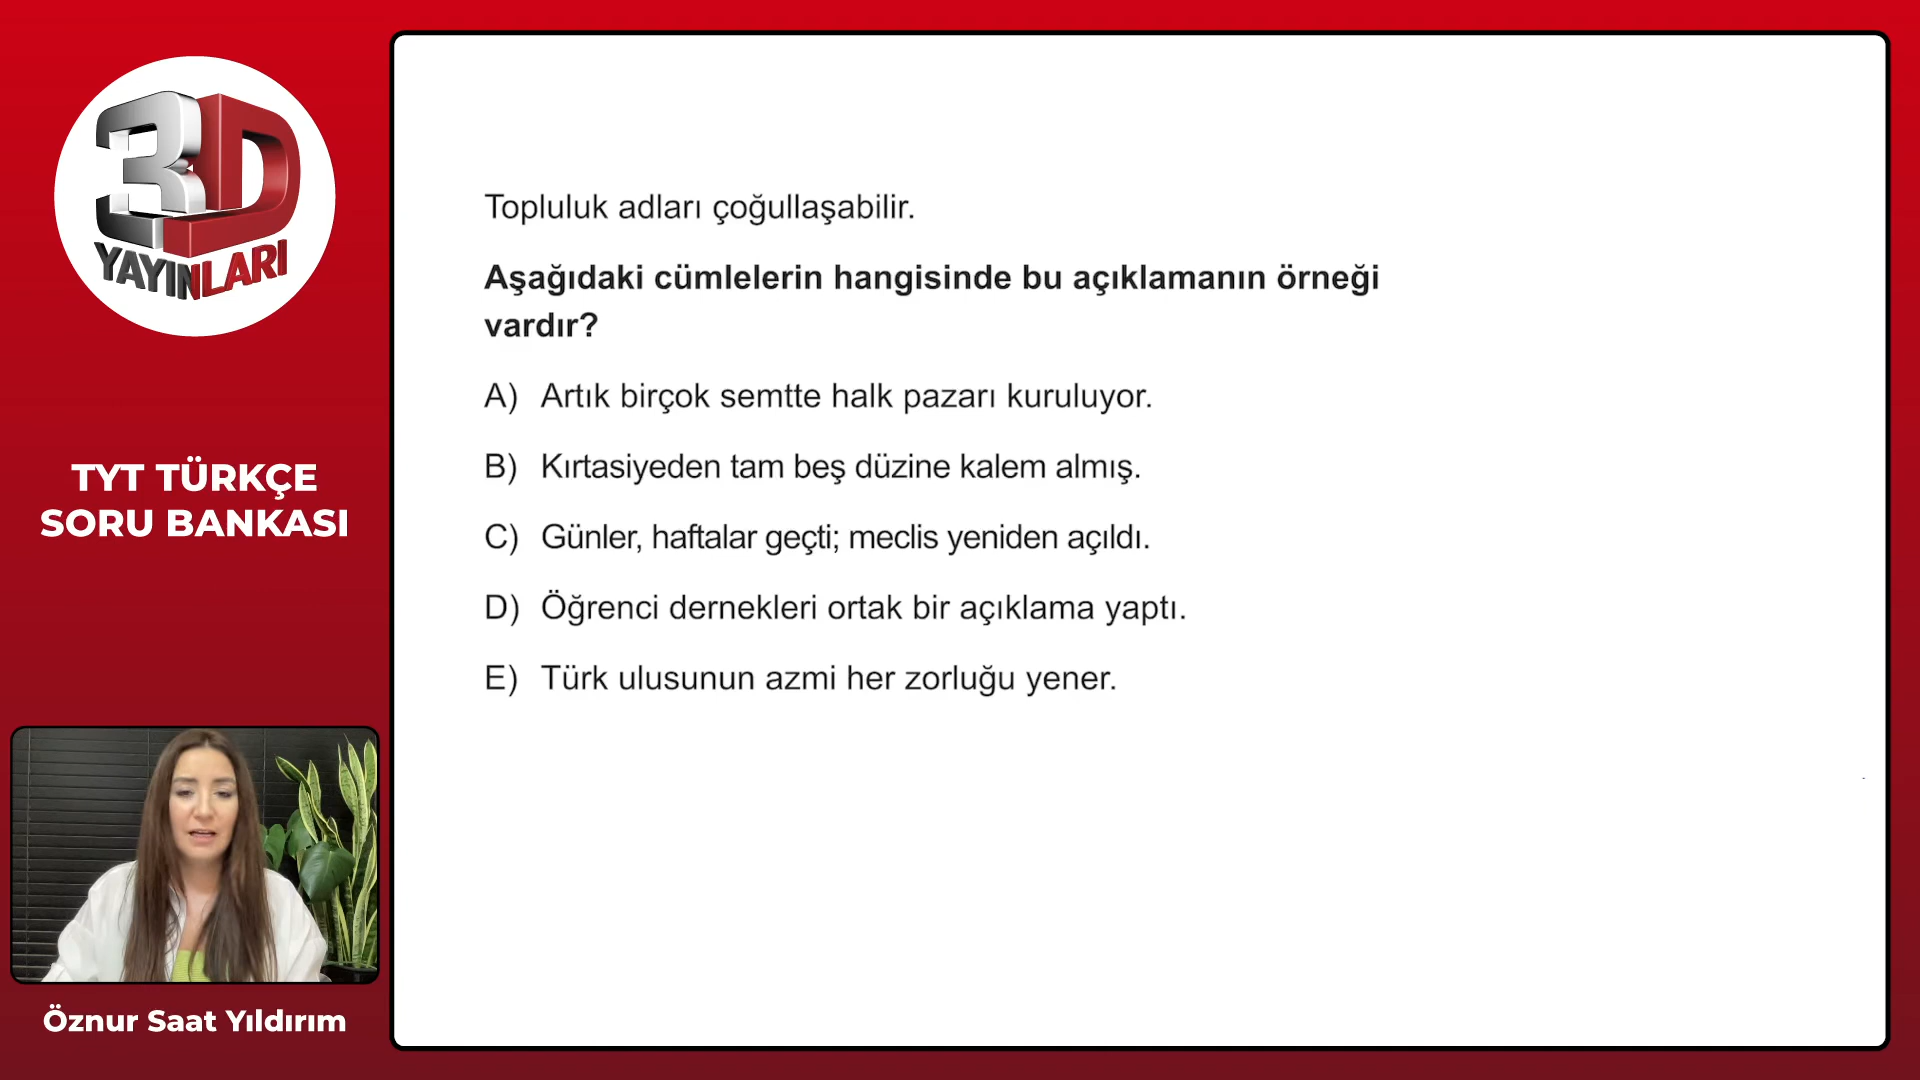 3D
YAYINLARI
TYT TÜRKÇE
SORU BANKASI
Öznur Saat Yıldırım
Topluluk adları çoğullaşabilir.
Aşağıdaki cümlelerin hangisinde bu açıklamanın örneği
vardır?
A) Artık birçok semtte halk pazarı kuruluyor.
B) Kırtasiyeden tam beş düzine kalem almış.
C) Günler, haftalar geçti; meclis yeniden açıldı.
D) Öğrenci dernekleri ortak bir açıklama yaptı.
E) Türk ulusunun azmi her zorluğu yener.